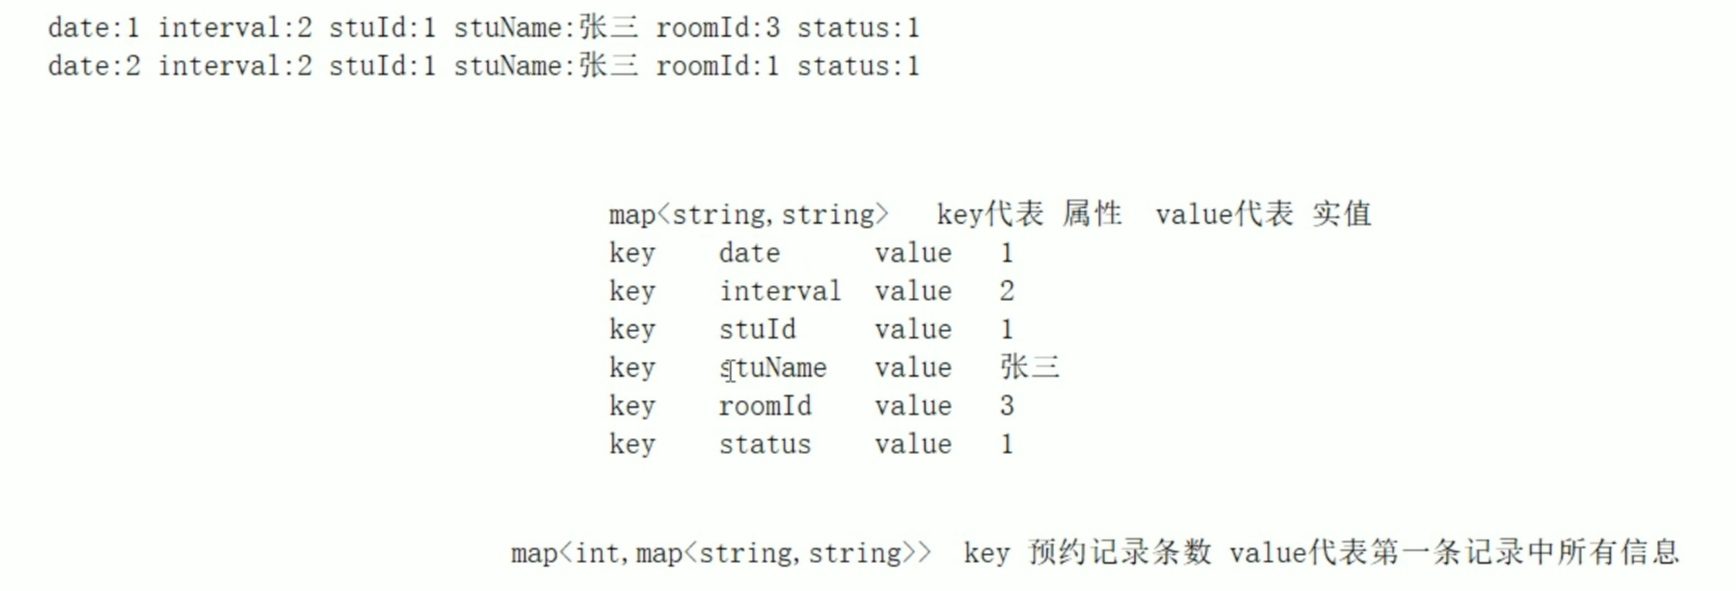 date:1 interval:2 stuId:1 stuName:张三 roomId:3 status:1
date:2 interval:2 stuId:1 stuName:张三 roomId:1 status:1
map<string,string> key代表 属性 value代表 实值
key date value 1
key interval value 2
key stuId value 1
key stuName value 张三
key roomId value 3
key status value 1
map<int,map<string,string>> key 预约记录条数 value代表第一条记录中所有信息